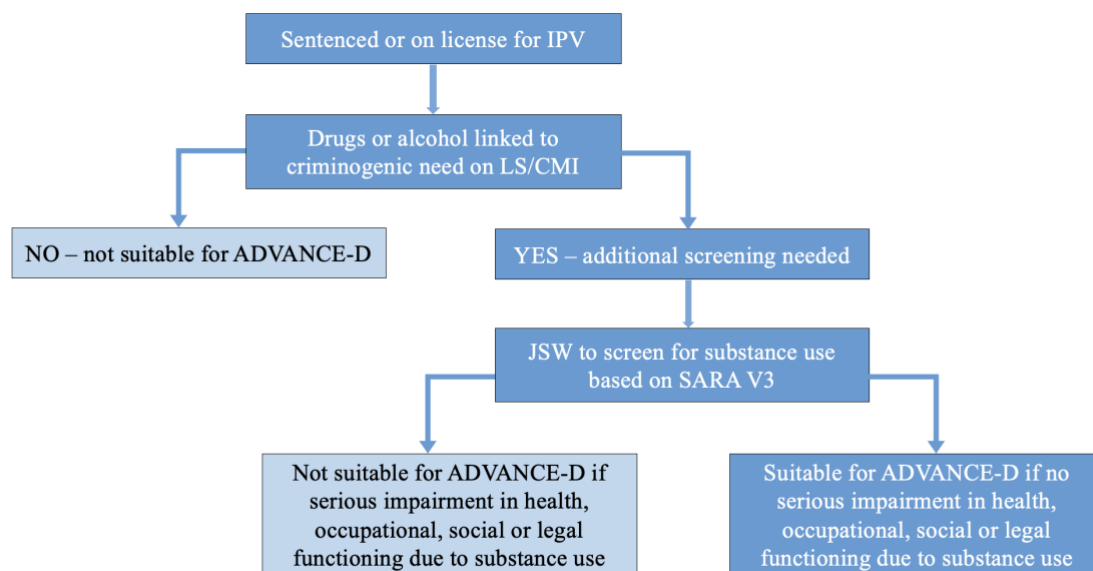 Sentenced or on license for IPV
Drugs or alcohol linked to
criminogenic need on LS/CMI
NO – not suitable for ADVANCE-D
YES – additional screening needed
JSW to screen for substance use
based on SARA V3
Not suitable for ADVANCE-D if
serious impairment in health,
occupational, social or legal
functioning due to substance use
Suitable for ADVANCE-D if no
serious impairment in health,
occupational, social or legal
functioning due to substance use